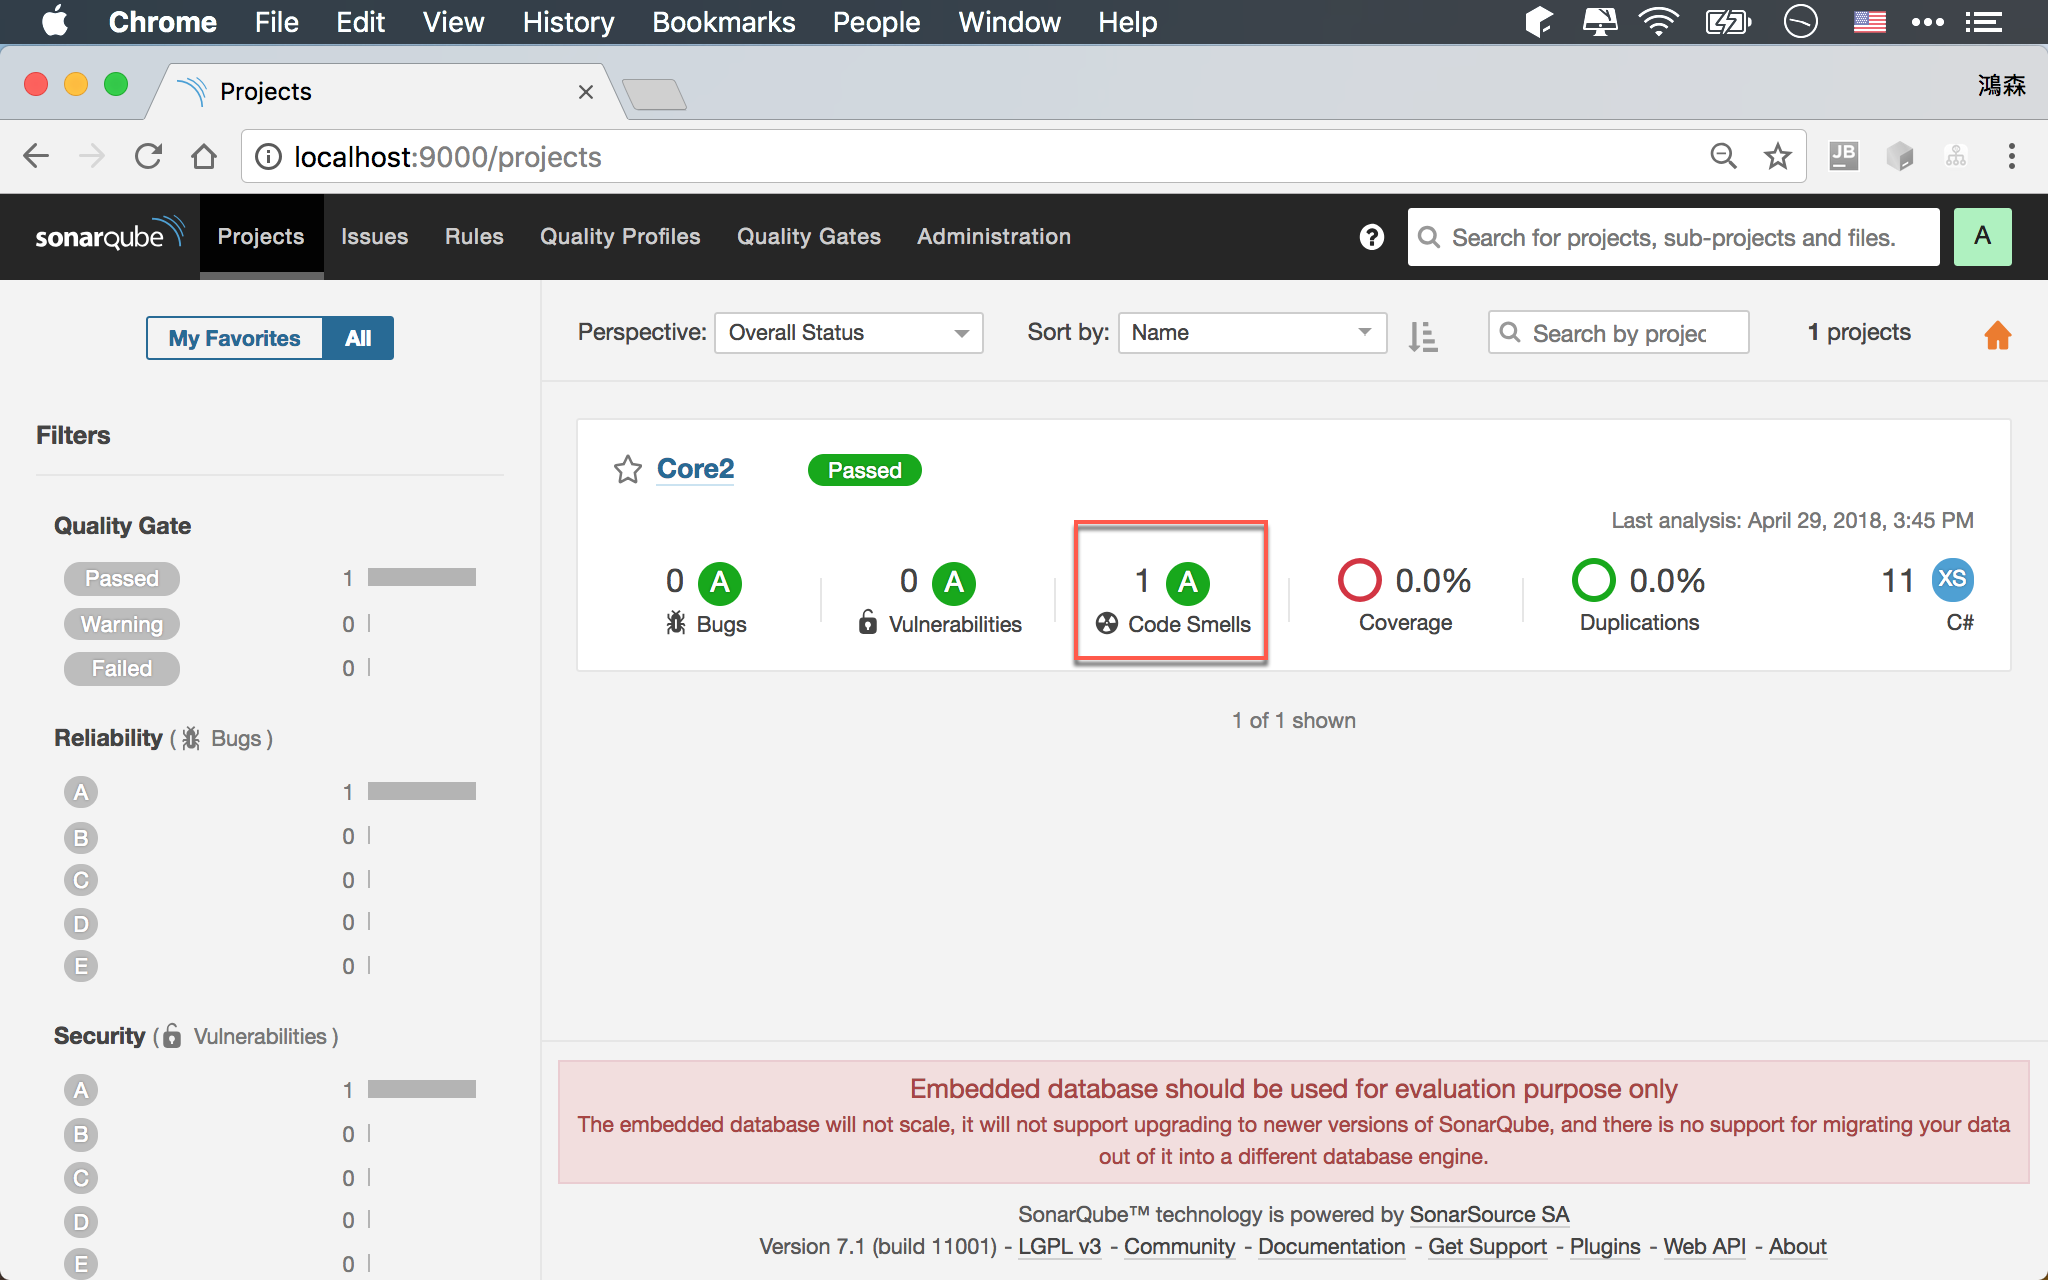 Chrome File Edit View History Bookmarks People Window Help
Projects
鴻森
localhost:9000/projects
JB
sonarqube Projects Issues Rules Quality Profiles Quality Gates Administration ? Search for projects, sub-projects and files. A
My Favorites All
Perspective: Overall Status Sort by: Name Search by projec 1 projects
Filters
Core2 Passed
Last analysis: April 29, 2018, 3:45 PM
0 A 0 A 1 A 0.0% 0.0% 11 XS
Bugs Vulnerabilities Code Smells Coverage Duplications C#
1 of 1 shown
Quality Gate
Passed 1
Warning 0
Failed 0
Reliability ( Bugs )
A 1
B 0
C 0
D 0
E 0
Security ( Vulnerabilities )
A 1
B 0
C 0
D 0
E 0
Embedded database should be used for evaluation purpose only
The embedded database will not scale, it will not support upgrading to newer versions of SonarQube, and there is no support for migrating your data
out of it into a different database engine.
SonarQube™ technology is powered by SonarSource SA
Version 7.1 (build 11001) - LGPL v3 - Community - Documentation - Get Support - Plugins - Web API - About